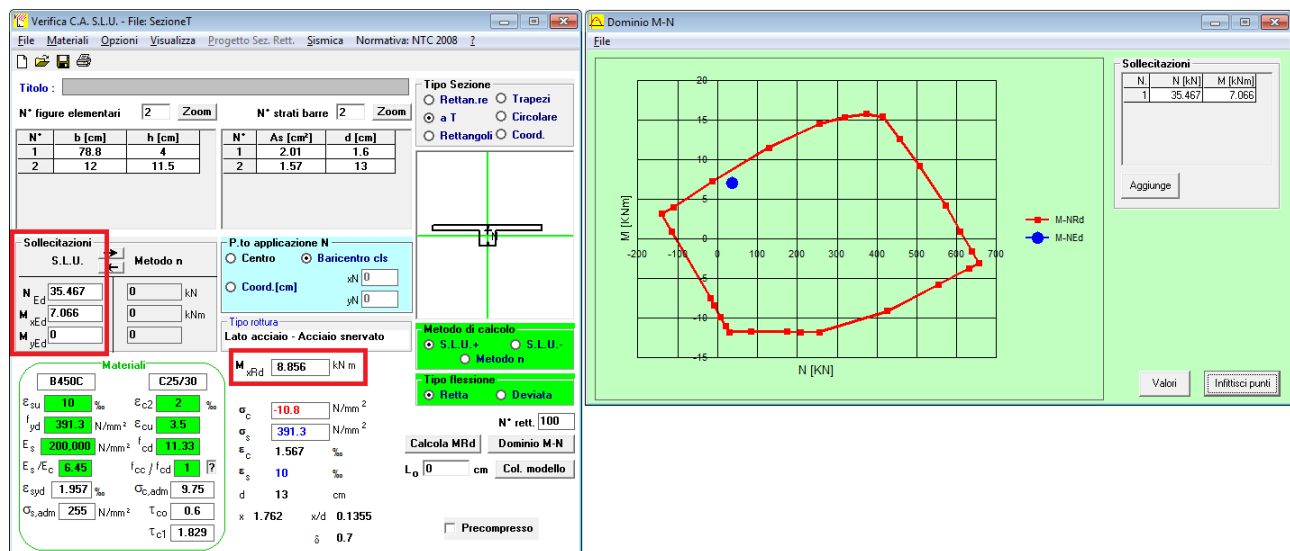 Verifica C.A. S.L.U. - File: SezioneT
File Materiali Opzioni Visualizza Progetto Sez. Rett. Sismica Normativa: NTC 2008 ?
Titolo :
N° figure elementari 2 Zoom N° strati barre 2 Zoom
N° b [cm] h [cm]
1 78.8 4
2 12 11.5
N° As [cm²] d [cm]
1 2.01 1.6
2 1.57 13
Tipo Sezione
Rettan.re Trapezi
a T Circolare
Rettangoli Coord.
N
Sollecitazioni
S.L.U. Metodo n
N Ed 35.467 0 kN
M xEd 7.066 0 kNm
M yEd 0 0
P.to applicazione N
Centro Baricentro cls
Coord.[cm] xN 0
yN 0
Tipo rottura
Lato acciaio - Acciaio snervato
Metodo di calcolo
S.L.U.+ S.L.U.-
Metodo n
Tipo flessione
Retta Deviata
Materiali
B450C C25/30
εsu 10 ‰ εc2 2 ‰
fyd 391.3 N/mm² εcu 3.5
Es 200,000 N/mm² fcd 11.33
Es/Ec 6.45 fcc / fcd 1 ?
εsyd 1.957 ‰ σc,adm 9.75
σs,adm 255 N/mm² τco 0.6
τc1 1.829
M xRd 8.856 kN m
σc -10.8 N/mm²
σs 391.3 N/mm²
εc 1.567 ‰
εs 10 ‰
d 13 cm
x 1.762 x/d 0.1355
δ 0.7
N° rett. 100
Calcola MRd Dominio M-N
Lo 0 cm Col. modello
Precompresso
Dominio M-N
File
20
15
10
5
0
-5
-10
-15
-200 -100 0 100 200 300 400 500 600 700
M [KNm]
N [KN]
M-NRd
M-NEd
Sollecitazioni
N. N [kN] M [kNm]
1 35.467 7.066
Aggiunge
Valori Infittisci punti